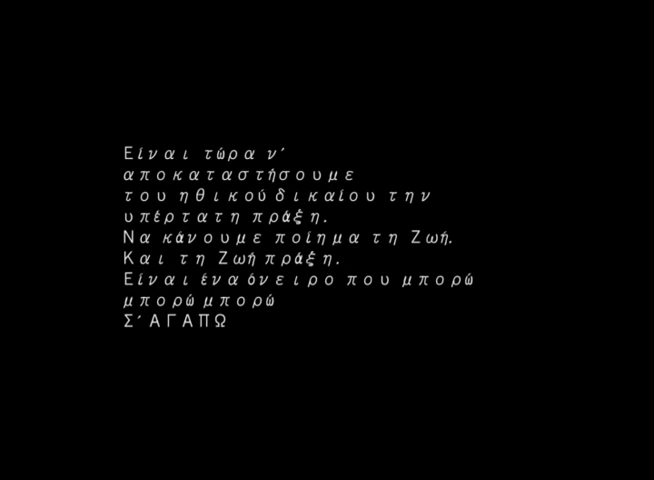 Είναι τώρα ν'
αποκαταστήσουμε
του ηθικού δικαίου την
υπέρτατη πράξη.
Να κάνουμε ποίημα τη Ζωή.
Και τη Ζωή πράξη.
Είναι ένα όνειρο που μπορώ
μπορώ μπορώ
Σ' ΑΓΑΠΩ